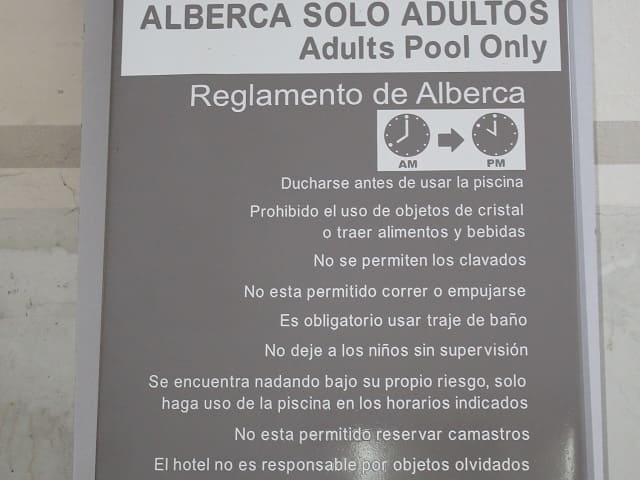 ALBERCA SOLO ADULTOS
Adults Pool Only
Reglamento de Alberca
AM PM
Ducharse antes de usar la piscina
Prohibido el uso de objetos de cristal
o traer alimentos y bebidas
No se permiten los clavados
No esta permitido correr o empujarse
Es obligatorio usar traje de baño
No deje a los niños sin supervisión
Se encuentra nadando bajo su propio riesgo, solo
haga uso de la piscina en los horarios indicados
No esta permitido reservar camastros
El hotel no es responsable por objetos olvidados